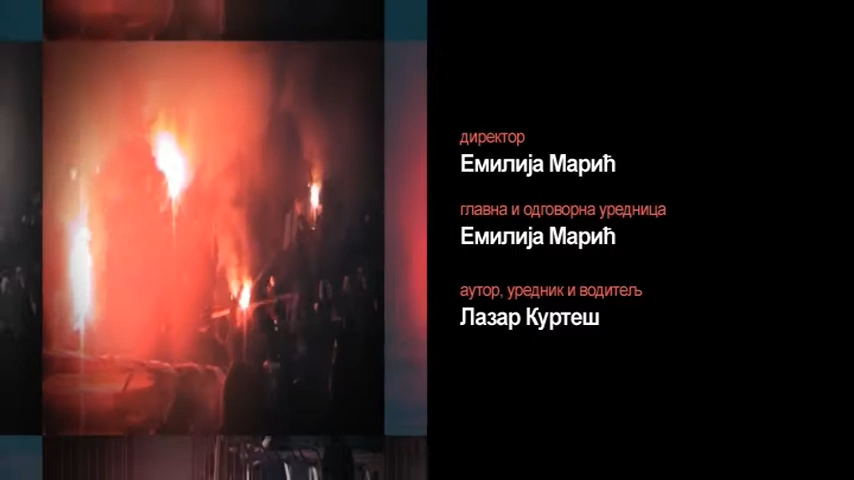 директор
Емилија Марић
главна и одговорна уредница
Емилија Марић
аутор, уредник и водитељ
Лазар Куртеш